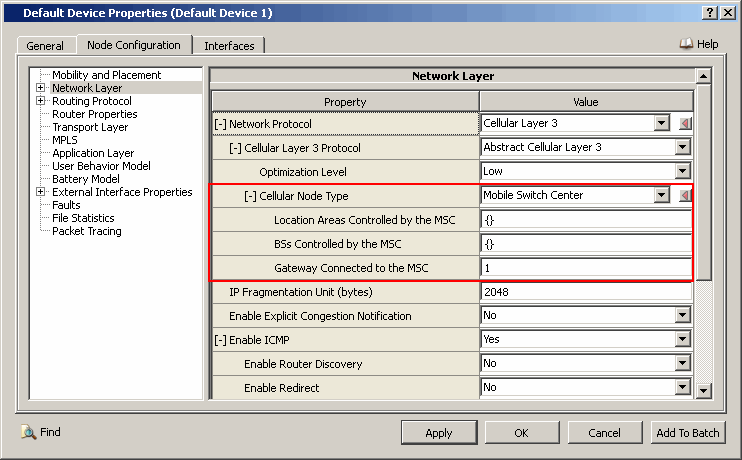 Default Device Properties (Default Device 1)
General Node Configuration Interfaces Help
Mobility and Placement
Network Layer
Routing Protocol
Router Properties
Transport Layer
MPLS
Application Layer
User Behavior Model
Battery Model
External Interface Properties
Faults
File Statistics
Packet Tracing
Network Layer
Property Value
[-] Network Protocol Cellular Layer 3
[-] Cellular Layer 3 Protocol Abstract Cellular Layer 3
Optimization Level Low
[-] Cellular Node Type Mobile Switch Center
Location Areas Controlled by the MSC {}
BSs Controlled by the MSC {}
Gateway Connected to the MSC 1
IP Fragmentation Unit (bytes) 2048
Enable Explicit Congestion Notification No
[-] Enable ICMP Yes
Enable Router Discovery No
Enable Redirect No
Find Apply OK Cancel Add To Batch